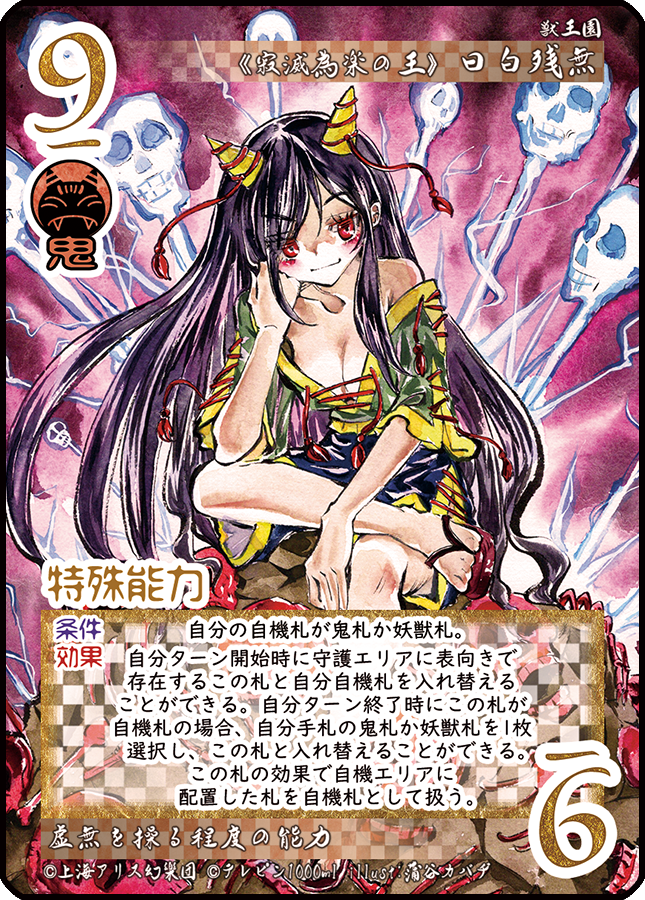 獣王園
9
《寂滅為楽の王》 日白残無
鬼
特殊能力
条件 自分の自機札が鬼札か妖獣札。
効果 自分ターン開始時に守護エリアに表向きで
存在するこの札と自分自機札を入れ替える
ことができる。自分ターン終了時にこの札が
自機札の場合、自分手札の鬼札か妖獣札を1枚
選択し、この札と入れ替えることができる。
この札の効果で自機エリアに
配置した札を自機札として扱う。
6
虚無を操る程度の能力
©上海アリス幻樂団 ©テレビン1000ml illust:蒲谷カバヂ